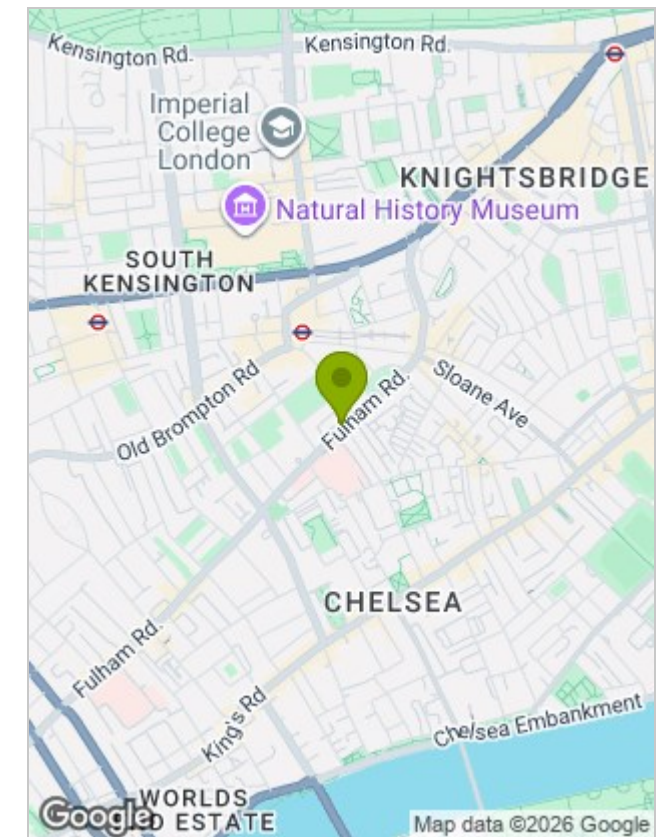 Kensington Rd.
Kensington Rd.
Imperial
College
London
KNIGHTSBRIDGE
Natural History Museum
SOUTH
KENSINGTON
Old Brompton Rd
Sloane Ave
Fulham Rd.
CHELSEA
Fulham Rd.
King's Rd
Chelsea Embankment
WORLDS
ESTATE
Google
Map data ©2026 Google